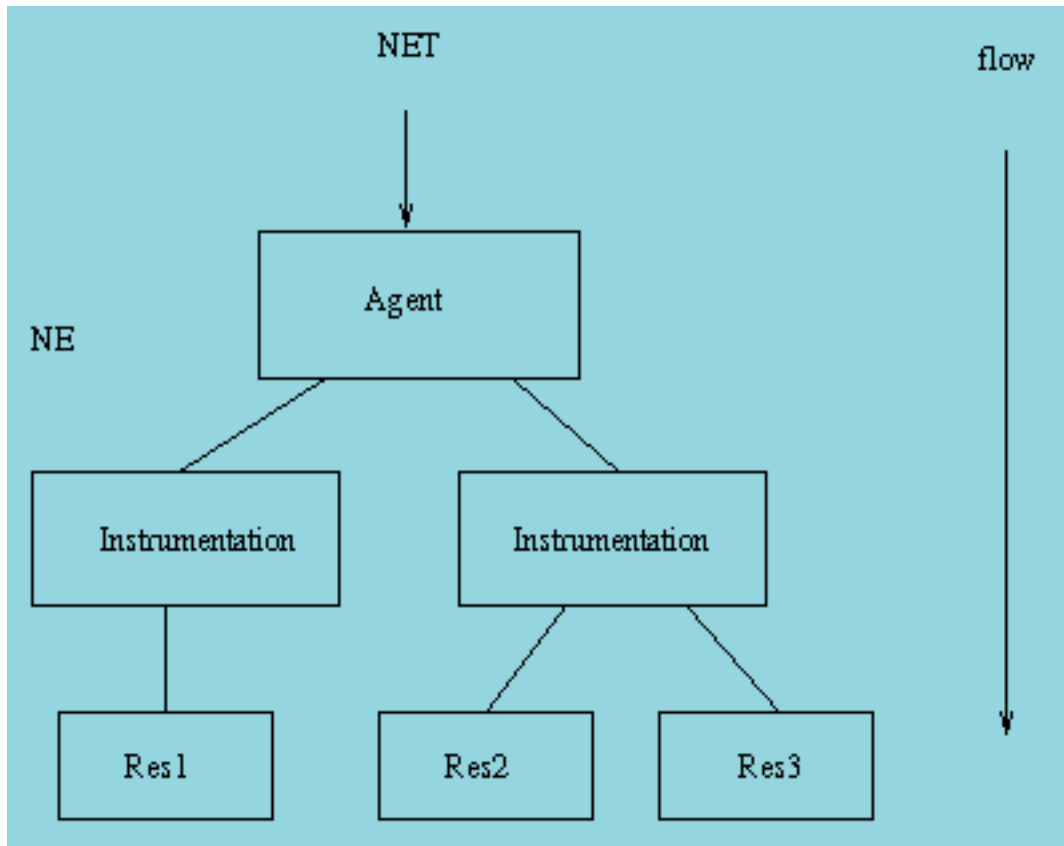 NET
flow
Agent
NE
Instrumentation
Instrumentation
Res1
Res2
Res3